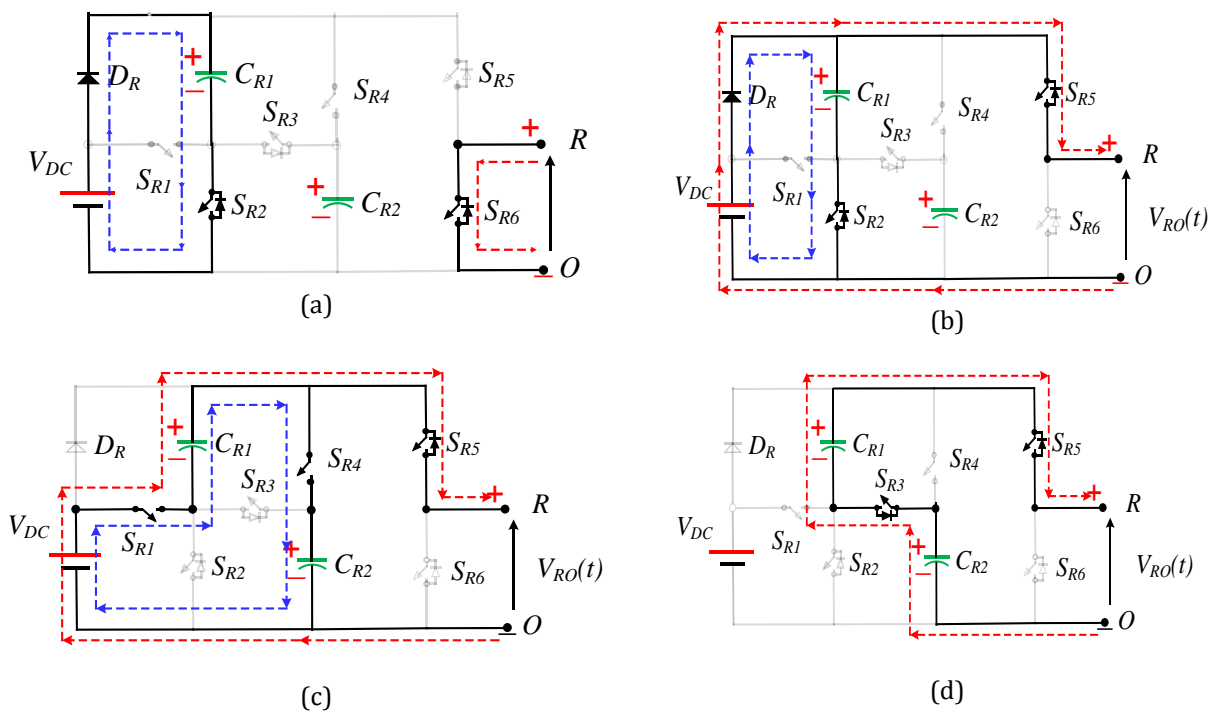 D_R
C_R1
S_R5
S_R4
S_R3
+
−
R
V_DC
S_R1
S_R2
+
−
C_R2
S_R6
+
−
O
(a)
D_R
C_R1
S_R5
S_R4
S_R3
+
−
R
V_DC
S_R1
S_R2
+
−
C_R2
S_R6
V_RO(t)
+
−
O
(b)
D_R
C_R1
S_R5
S_R4
S_R3
+
−
R
V_DC
S_R1
S_R2
+
−
C_R2
S_R6
V_RO(t)
+
−
O
(c)
D_R
C_R1
S_R5
S_R4
S_R3
+
−
R
V_DC
S_R1
S_R2
+
−
C_R2
S_R6
V_RO(t)
+
−
O
(d)